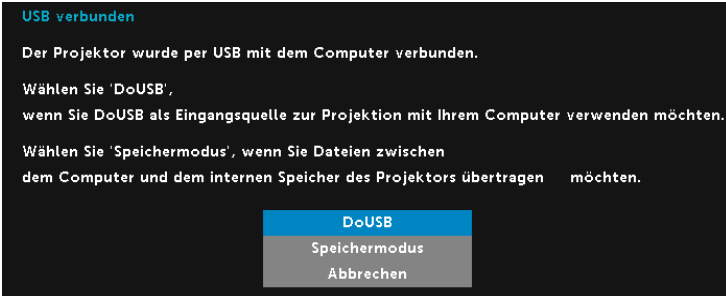 USB verbunden
Der Projektor wurde per USB mit dem Computer verbunden.
Wählen Sie 'DoUSB',
wenn Sie DoUSB als Eingangsquelle zur Projektion mit Ihrem Computer verwenden möchten.
Wählen Sie 'Speichermodus', wenn Sie Dateien zwischen
dem Computer und dem internen Speicher des Projektors übertragen möchten.
DoUSB
Speichermodus
Abbrechen